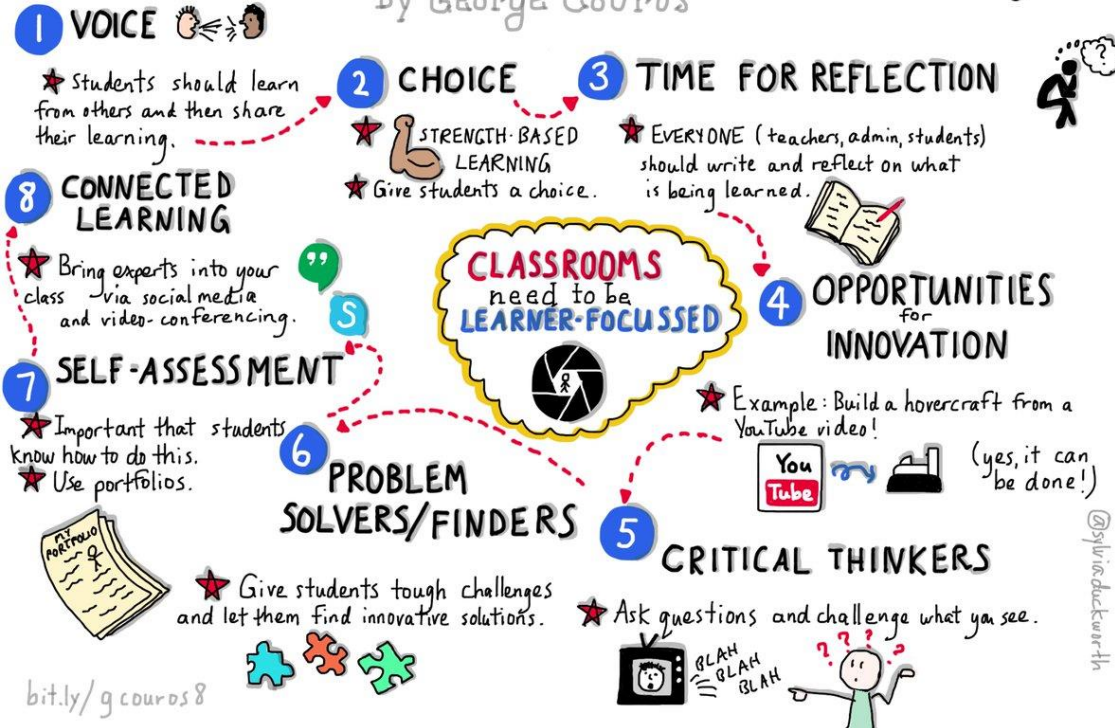 by George Couros
1 VOICE
Students should learn
from others and then share
their learning.
2 CHOICE
STRENGTH-BASED
LEARNING
Give students a choice.
3 TIME FOR REFLECTION
EVERYONE (teachers, admin, students)
should write and reflect on what
is being learned.
?
CLASSROOMS
need to be
LEARNER-FOCUSSED
4 OPPORTUNITIES
for
INNOVATION
Example: Build a hovercraft from a
YouTube video!
You
Tube
(yes, it can
be done!)
5 CRITICAL THINKERS
Ask questions and challenge what you see.
BLAH
BLAH
BLAH
? ? ? ?
6 PROBLEM
SOLVERS/FINDERS
Give students tough challenges
and let them find innovative solutions.
7 SELF-ASSESSMENT
Important that students
know how to do this.
Use portfolios.
MY
PORTFOLIO
8 CONNECTED
LEARNING
Bring experts into your
class via social media
and video-conferencing.
"
S
bit.ly/gcouros8
@sylviaduckworth